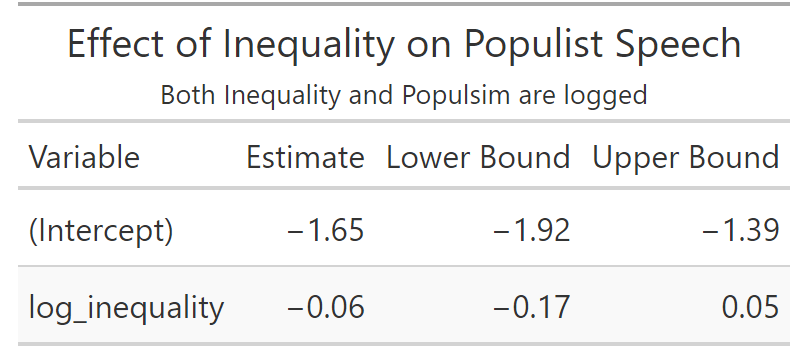 Effect of Inequality on Populist Speech
Both Inequality and Populsim are logged
Variable Estimate Lower Bound Upper Bound
(Intercept) −1.65 −1.92 −1.39
log_inequality −0.06 −0.17 0.05